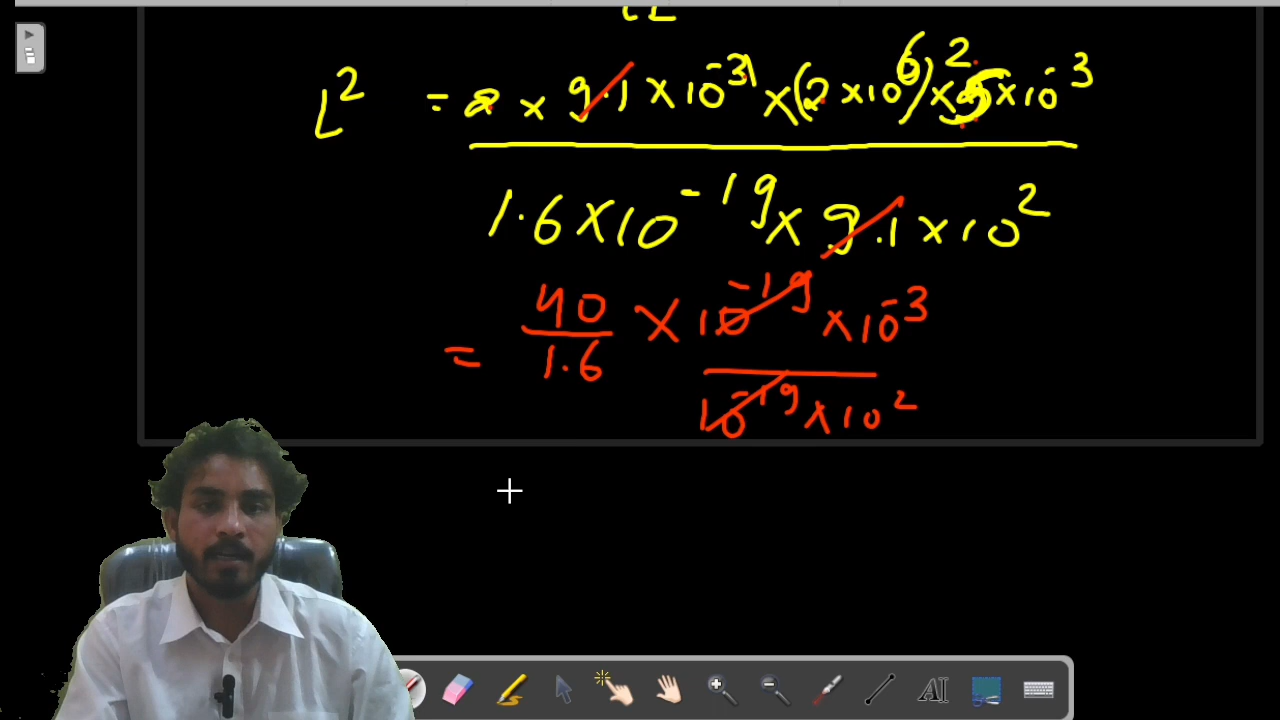 L² = 2 × 9.1 × 10⁻³¹ × (2 × 10⁶)² × 5 × 10⁻³
1.6 × 10⁻¹⁹ × 9.1 × 10²
= 40/1.6 × 10⁻¹⁹ × 10⁻³
10⁻¹⁹ × 10²
AI